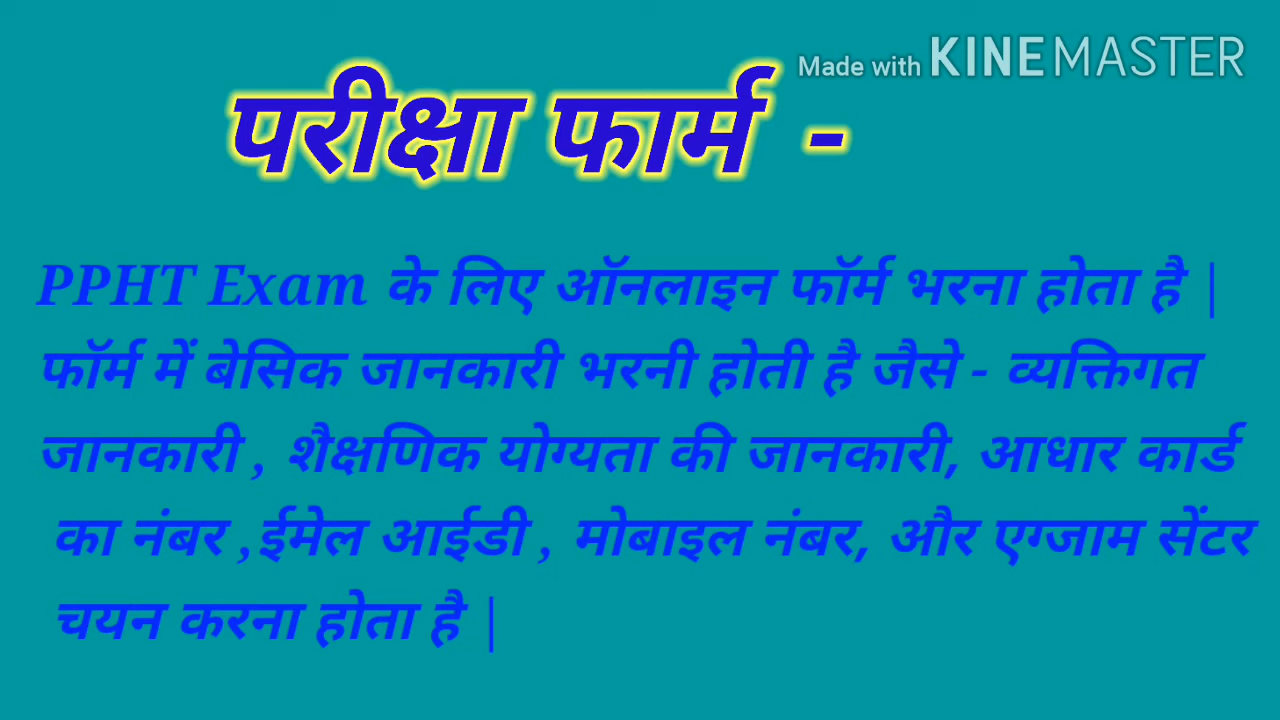 Made with KINEMASTER
परीक्षा फार्म -
PPHT Exam के लिए ऑनलाइन फॉर्म भरना होता है |
फॉर्म में बेसिक जानकारी भरनी होती है जैसे - व्यक्तिगत
जानकारी , शैक्षणिक योग्यता की जानकारी, आधार कार्ड
का नंबर ,ईमेल आईडी , मोबाइल नंबर, और एग्जाम सेंटर
चयन करना होता है |